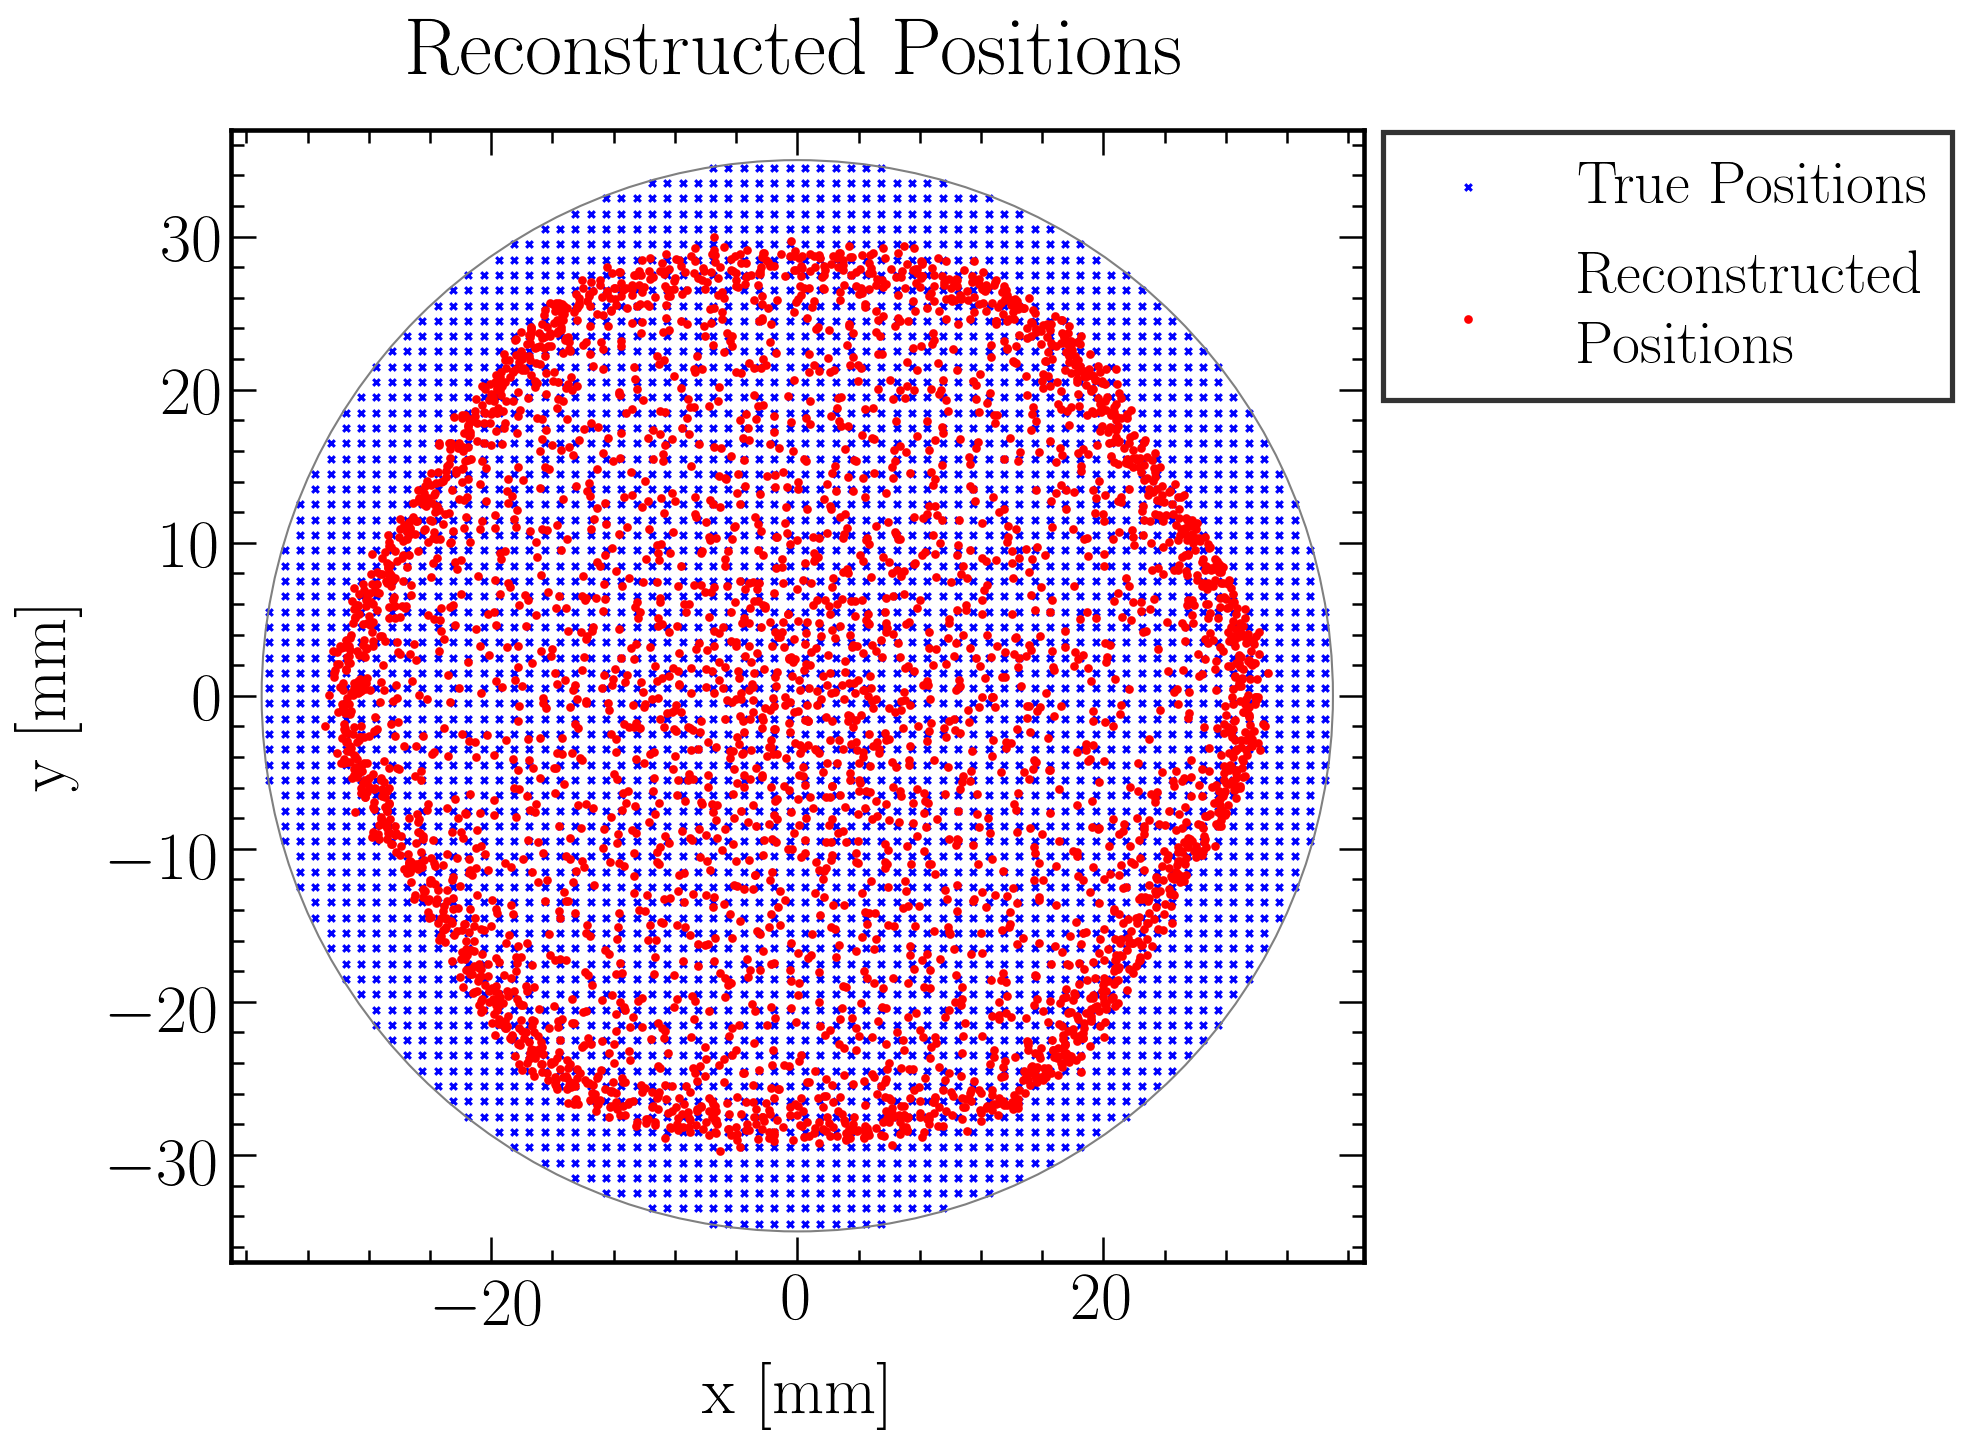 Reconstructed Positions
True Positions
Reconstructed
Positions
30
20
10
0
−10
−20
−30
y [mm]
−20
0
20
x [mm]